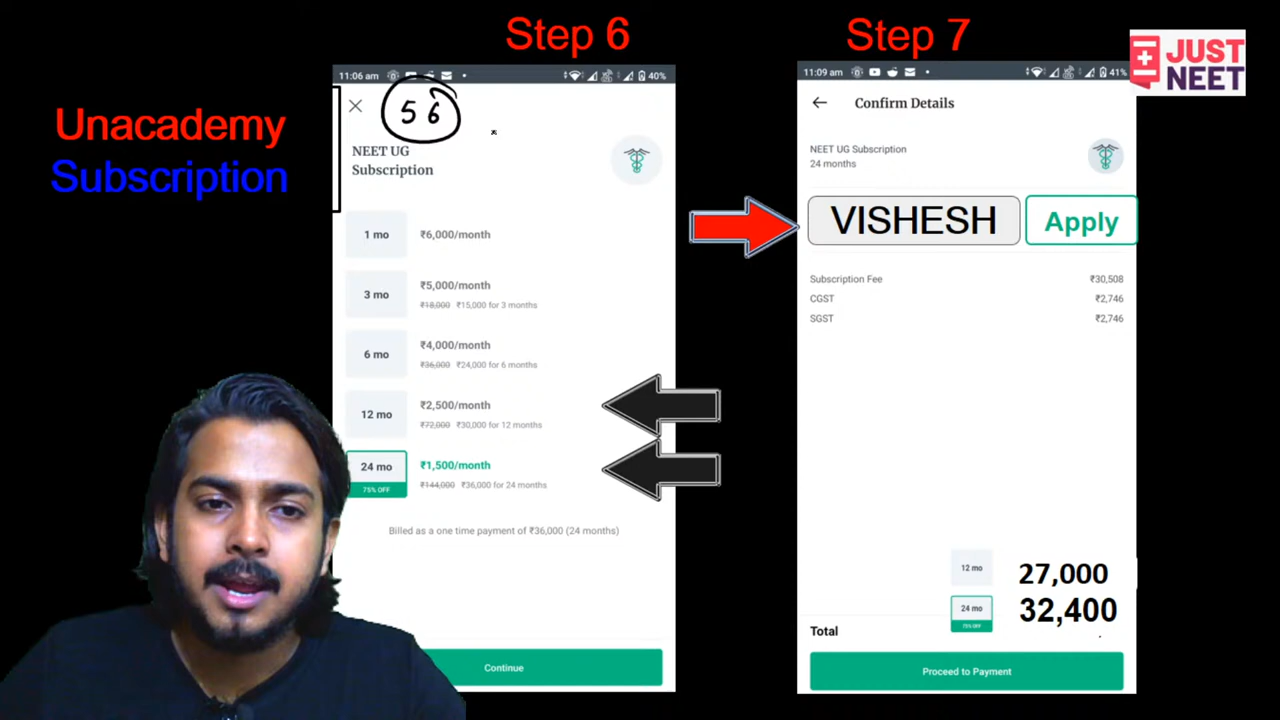 Step 6
Step 7
JUST
NEET
Unacademy
Subscription
11:06 am
40%
56
NEET UG
Subscription
1 mo
₹6,000/month
3 mo
₹5,000/month
₹18,000 ₹15,000 for 3 months
6 mo
₹4,000/month
₹36,000 ₹24,000 for 6 months
12 mo
₹2,500/month
₹72,000 ₹30,000 for 12 months
24 mo
75% OFF
₹1,500/month
₹144,000 ₹36,000 for 24 months
Billed as a one time payment of ₹36,000 (24 months)
Continue
11:09 am
41%
Confirm Details
NEET UG Subscription
24 months
VISHESH
Apply
Subscription Fee ₹30,508
CGST ₹2,746
SGST ₹2,746
12 mo 27,000
24 mo 32,400
75% OFF
Total
Proceed to Payment